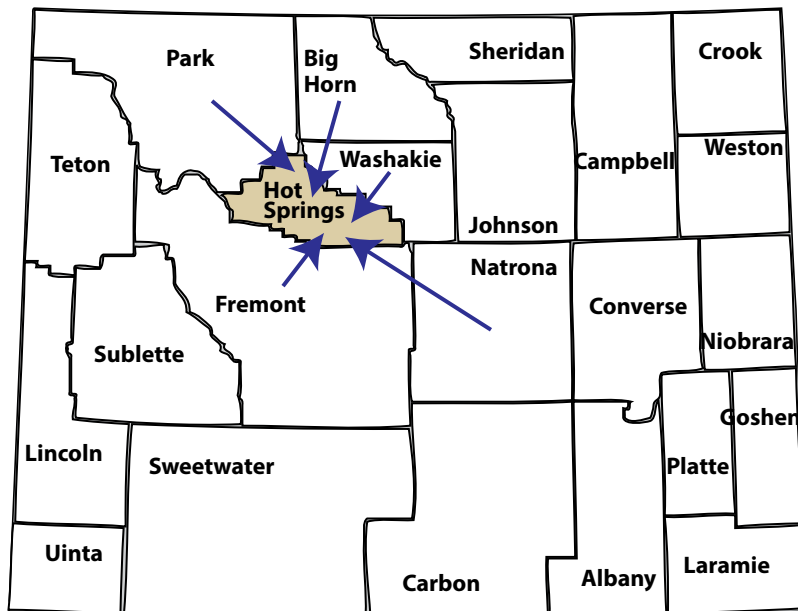 Sheridan
Crook
Park
Big
Horn
Weston
Teton
Washakie
Campbell
Hot
Springs
Johnson
Natrona
Fremont
Converse
Niobrara
Sublette
Goshen
Lincoln
Sweetwater
Platte
Uinta
Laramie
Carbon
Albany